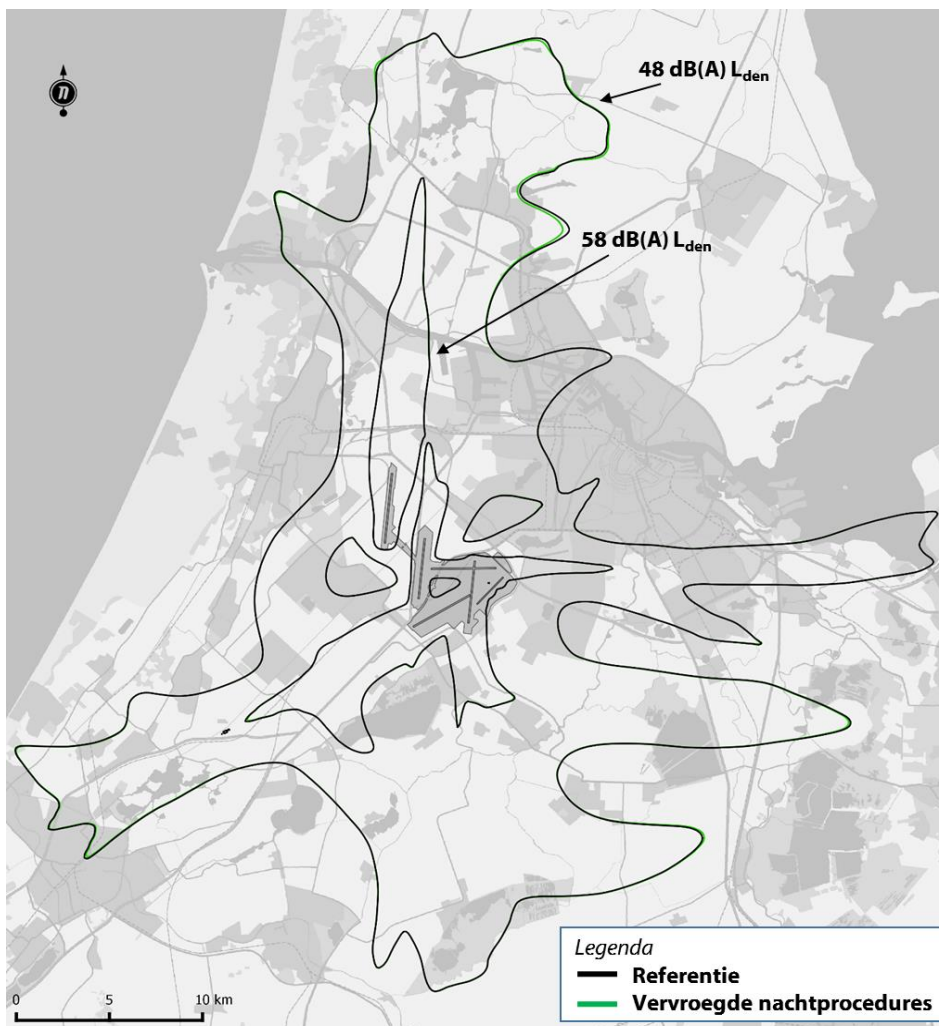 n
48 dB(A) Lden
58 dB(A) Lden
Legenda
Referentie
Vervroegde nachtprocedures
0 5 10 km